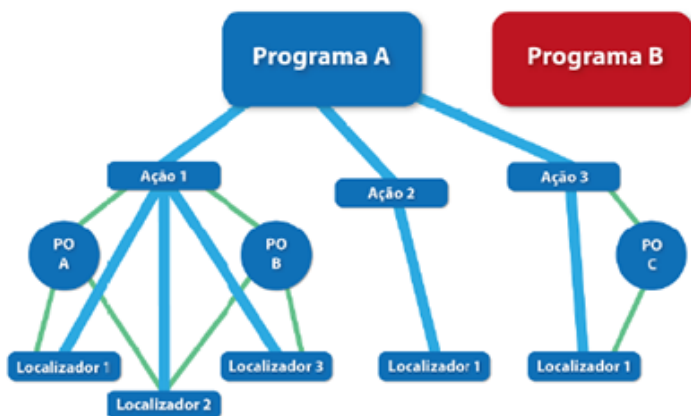 Programa A
Programa B
Ação 1
Ação 2
Ação 3
PO
A
PO
B
PO
C
Localizador 1
Localizador 2
Localizador 3
Localizador 1
Localizador 1